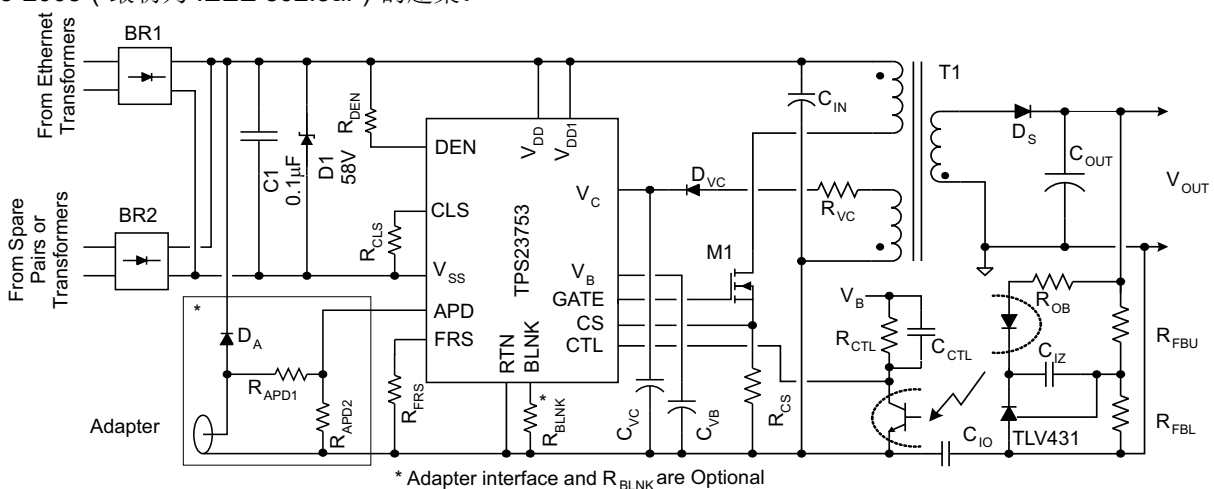 From Ethernet
Transformers
BR1
From Spare
Pairs or
Transformers
BR2
C1
0.1μF
D1
58V
R_DEN
DEN
V_DD
V_DD1
CLS
R_CLS
V_SS
TPS23753
V_C
V_B
GATE
CS
CTL
APD
FRS
RTN
BLNK
*
D_A
R_APD1
R_APD2
Adapter
R_FRS
*
R_BLNK
C_VC
C_VB
D_VC
R_VC
M1
R_CS
C_IN
T1
D_S
C_OUT
V_OUT
V_B
R_CTL
C_CTL
R_OB
C_IZ
R_FBU
R_FBL
TLV431
C_IO
* Adapter interface and R_BLNK are Optional